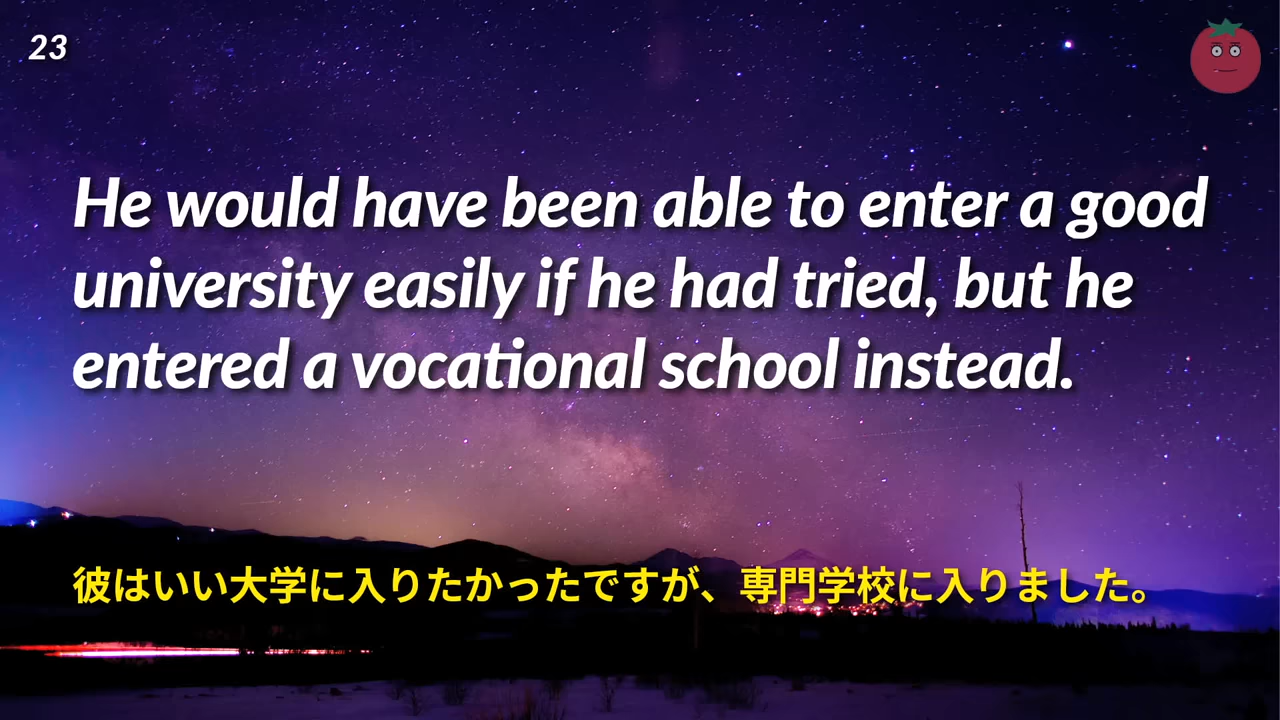 23
He would have been able to enter a good
university easily if he had tried, but he
entered a vocational school instead.
彼はいい大学に入りたかったですが、専門学校に入りました。